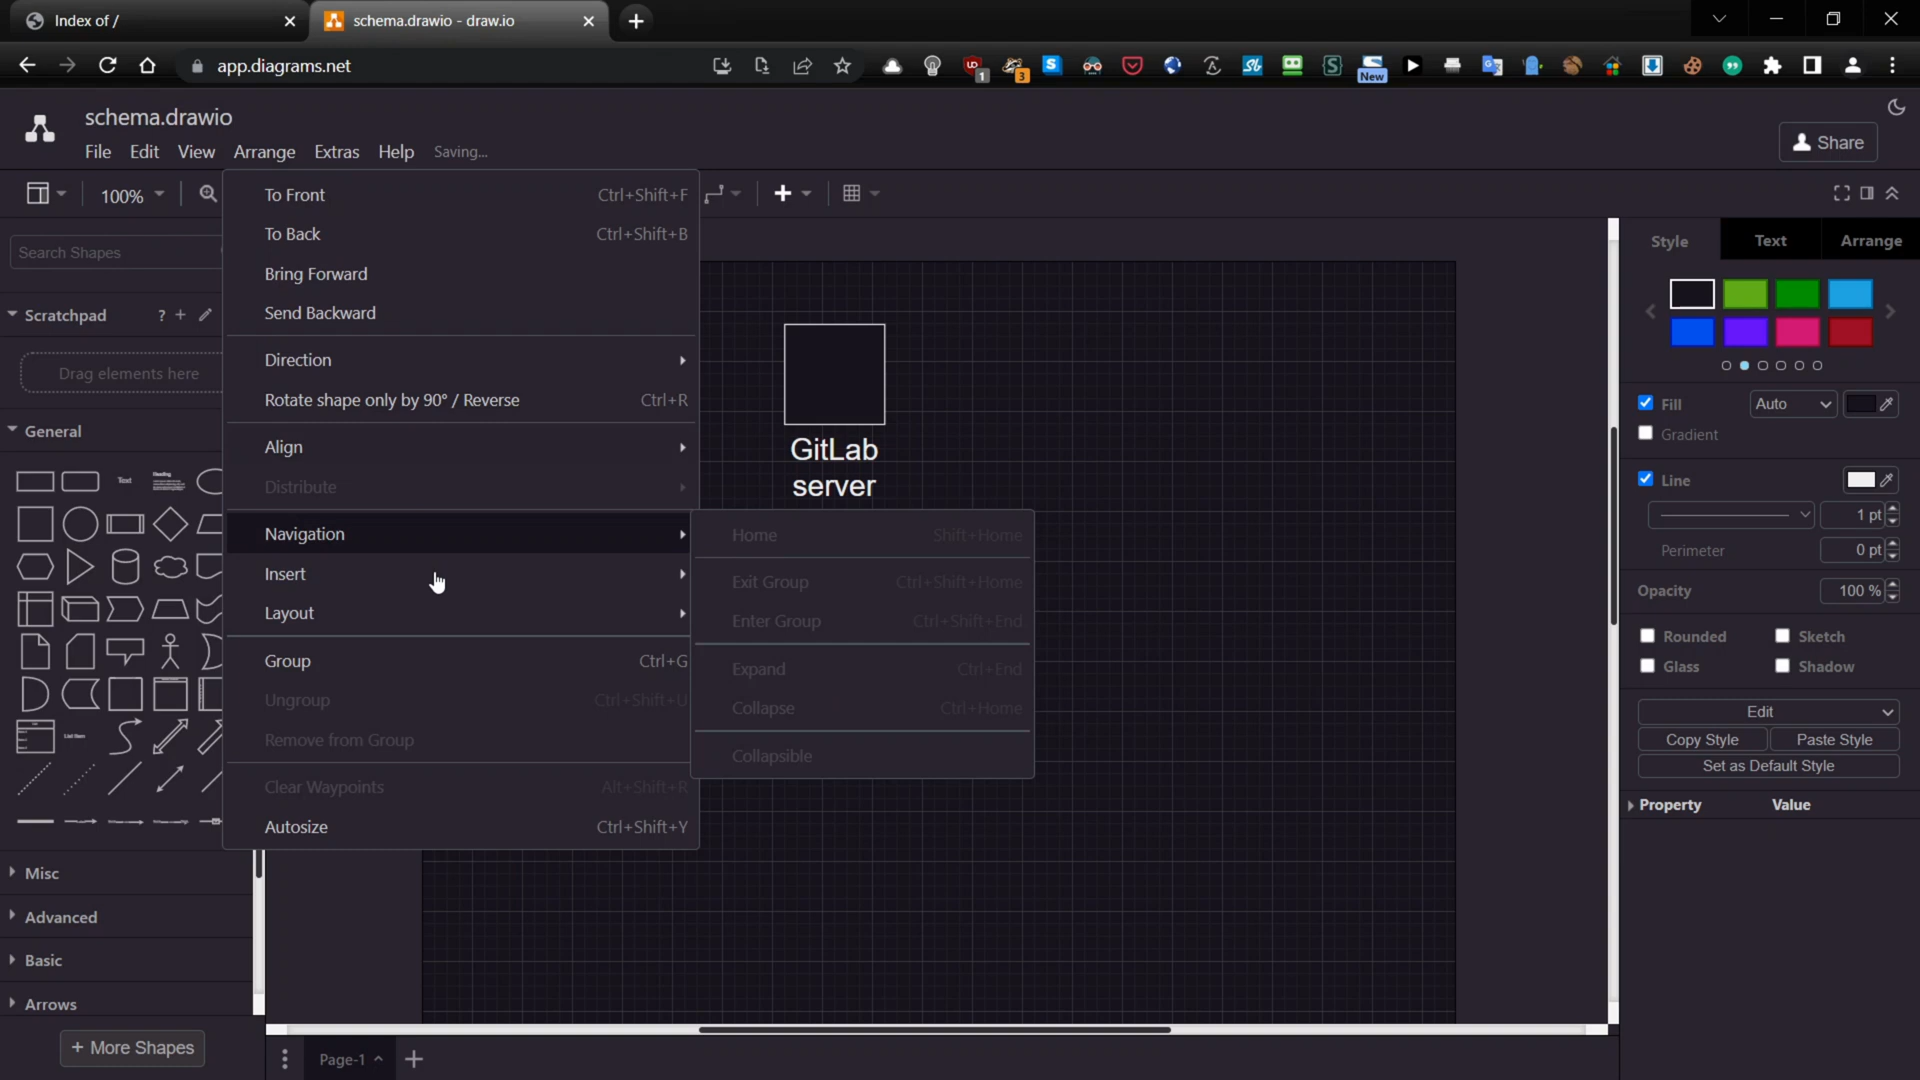 Index of /
schema.drawio - draw.io
app.diagrams.net
1
3
New
schema.drawio
File Edit View Arrange Extras Help Saving...
Share
100%
To Front Ctrl+Shift+F
To Back Ctrl+Shift+B
Bring Forward
Send Backward
Direction
Rotate shape only by 90° / Reverse Ctrl+R
Align
Distribute
Navigation
Insert
Layout
Group Ctrl+G
Ungroup Ctrl+Shift+U
Remove from Group
Clear Waypoints Alt+Shift+R
Autosize Ctrl+Shift+Y
Home Shift+Home
Exit Group Ctrl+Shift+Home
Enter Group Ctrl+Shift+End
Expand Ctrl+End
Collapse Ctrl+Home
Collapsible
Search Shapes
Scratchpad ? +
Drag elements here
General
Text
Heading
List Item
Misc
Advanced
Basic
Arrows
+ More Shapes
GitLab
server
Page-1
Style Text Arrange
Fill Auto
Gradient
Line
1 pt
Perimeter 0 pt
Opacity 100 %
Rounded Sketch
Glass Shadow
Edit
Copy Style Paste Style
Set as Default Style
Property Value